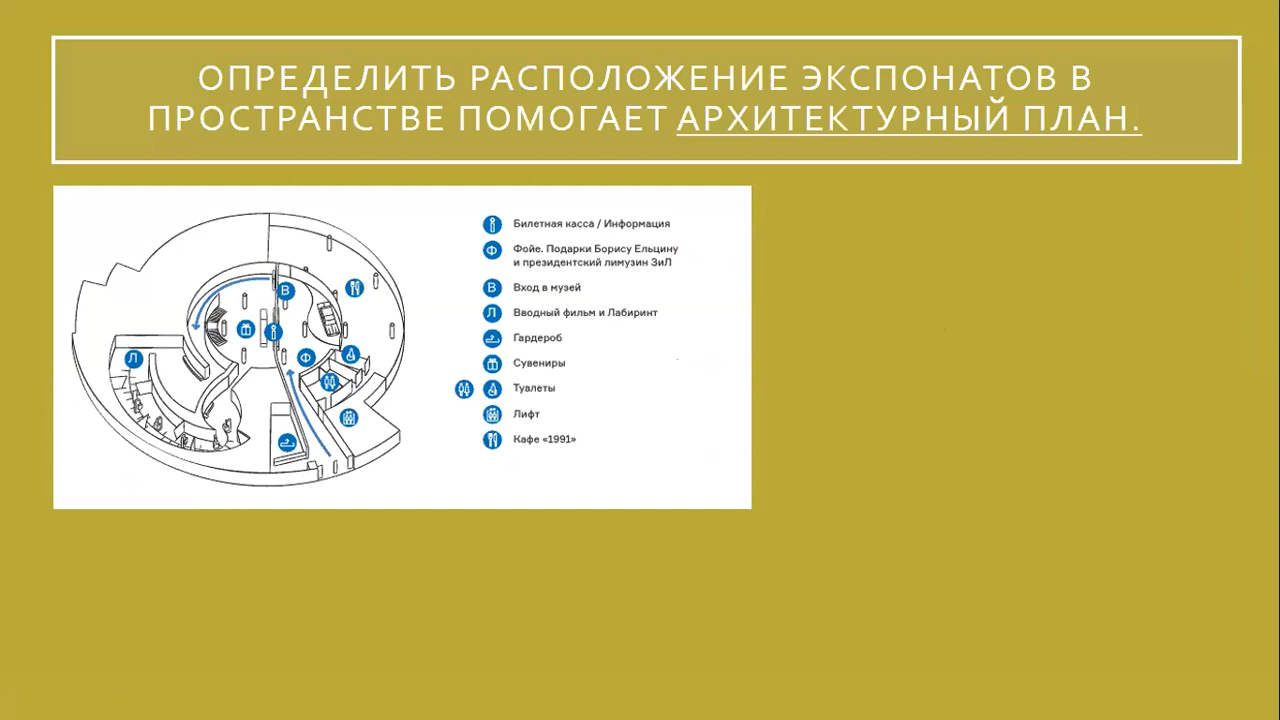 ОПРЕДЕЛИТЬ РАСПОЛОЖЕНИЕ ЭКСПОНАТОВ В
ПРОСТРАНСТВЕ ПОМОГАЕТ АРХИТЕКТУРНЫЙ ПЛАН.
В
Л
Ф
Билетная касса / Информация
Ф Фойе. Подарки Борису Ельцину
и президентский лимузин ЗиЛ
В Вход в музей
Л Вводный фильм и Лабиринт
Гардероб
Сувениры
Туалеты
Лифт
Кафе «1991»